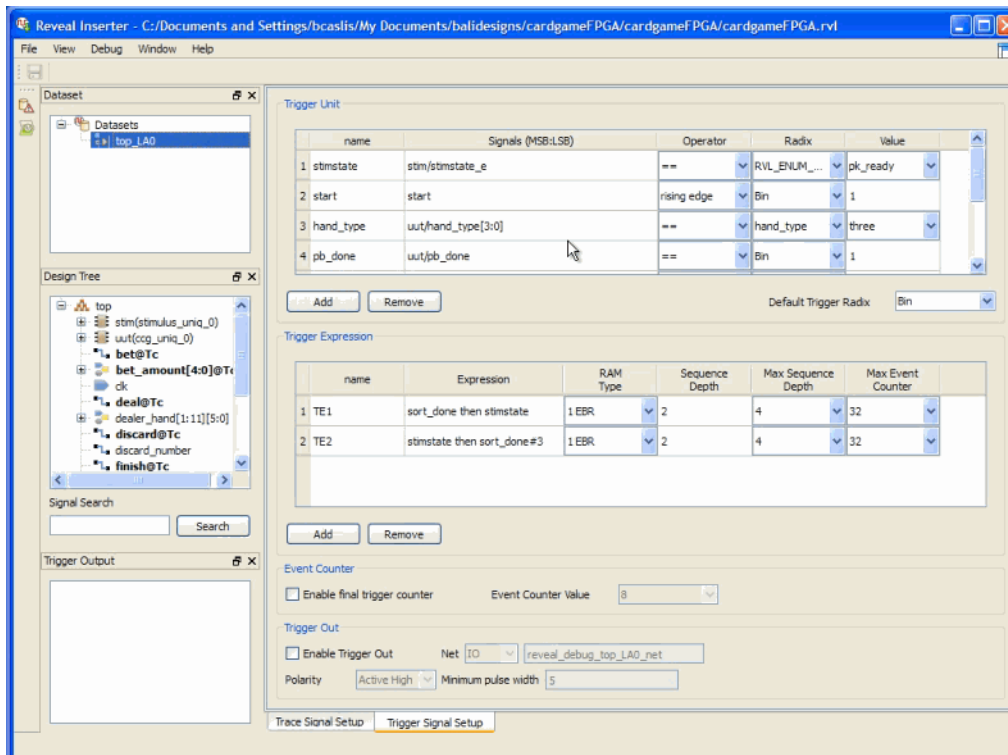 Reveal Inserter - C:/Documents and Settings/bcaslis/My Documents/balidesigns/cardgameFPGA/cardgameFPGA/cardgameFPGA.rvl
File View Debug Window Help
Dataset
Datasets
top_LA0
Design Tree
top
stim(stimulus_uniq_0)
uut(ccg_uniq_0)
bet@Tc
bet_amount[4:0]@Tc
clk
deal@Tc
dealer_hand[1:11][5:0]
discard@Tc
discard_number
finish@Tc
Signal Search
Search
Trigger Output
Trigger Unit
name Signals (MSB:LSB) Operator Radix Value
1 stimstate stim/stimstate_e == RVL_ENUM_... pk_ready
2 start start rising edge Bin 1
3 hand_type uut/hand_type[3:0] == hand_type three
4 pb_done uut/pb_done == Bin 1
Add Remove Default Trigger Radix Bin
Trigger Expression
name Expression RAM Type Sequence Depth Max Sequence Depth Max Event Counter
1 TE1 sort_done then stimstate 1 EBR 2 4 32
2 TE2 stimstate then sort_done#3 1 EBR 2 4 32
Add Remove
Event Counter
Enable final trigger counter Event Counter Value 8
Trigger Out
Enable Trigger Out Net IO reveal_debug_top_LA0_net
Polarity Active High Minimum pulse width 5
Trace Signal Setup Trigger Signal Setup